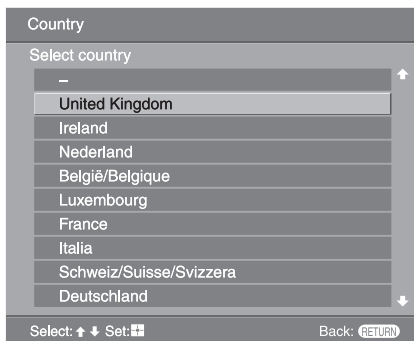 Country
Select country
–
United Kingdom
Ireland
Nederland
België/Belgique
Luxembourg
France
Italia
Schweiz/Suisse/Svizzera
Deutschland
Select: ↑ ↓ Set: Back: RETURN